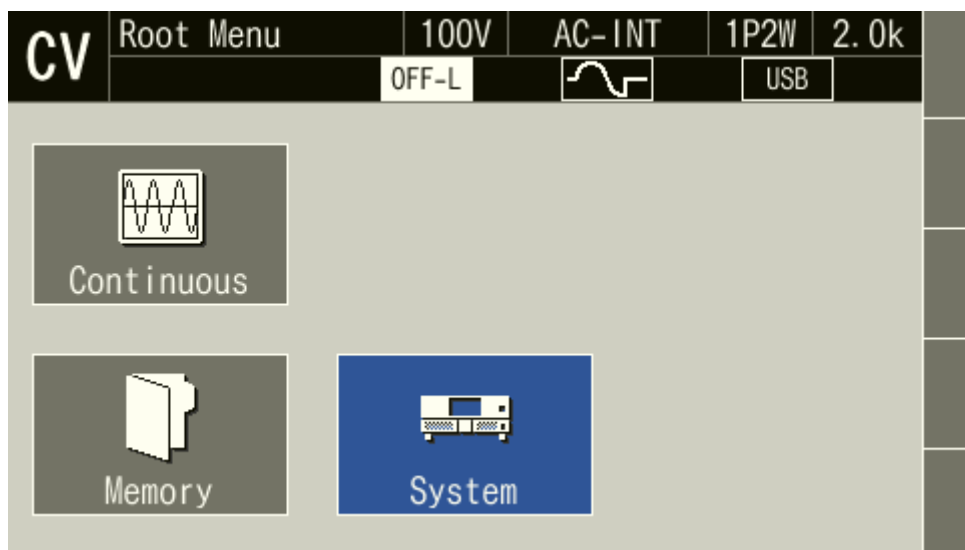 CV Root Menu 100V AC-INT 1P2W 2.0k
OFF-L USB
Continuous
Memory System